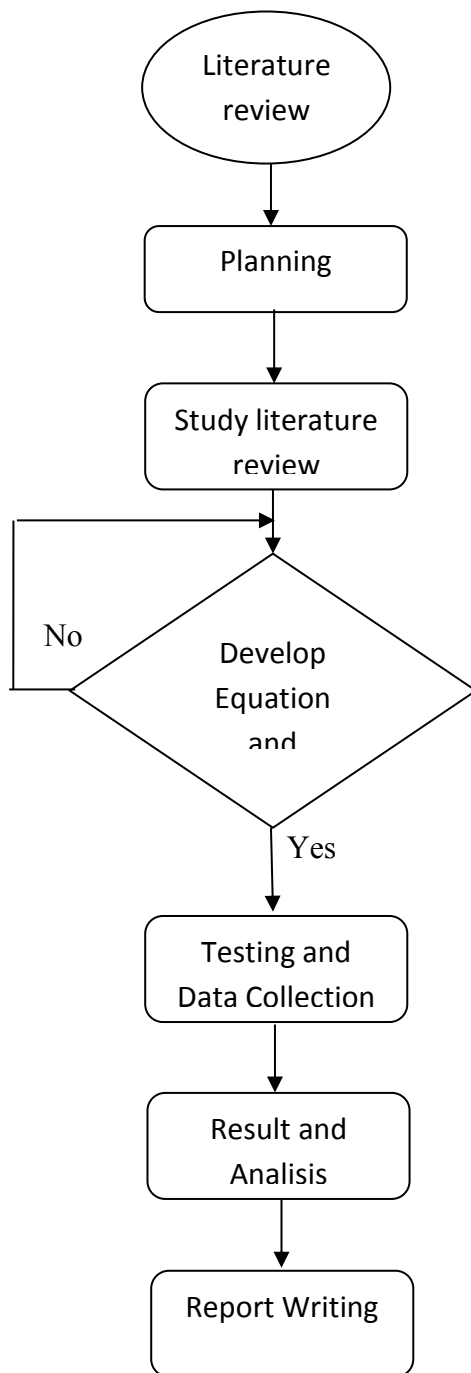 Literature
review
Planning
Study literature
review
No
Develop
Equation
and
Yes
Testing and
Data Collection
Result and
Analisis
Report Writing